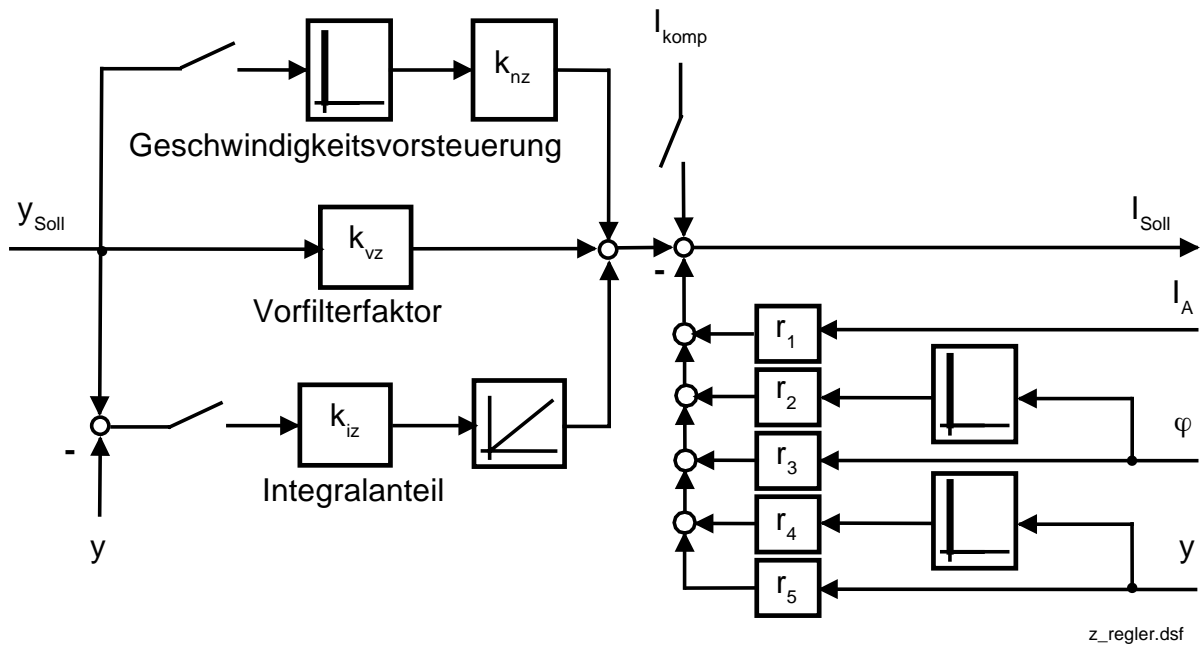 I_komp
k_nz
Geschwindigkeitsvorsteuerung
y_Soll
k_vz
I_Soll
Vorfilterfaktor
-
I_A
r_1
r_2
k_iz
φ
-
r_3
Integralanteil
r_4
y
y
r_5
z_regler.dsf